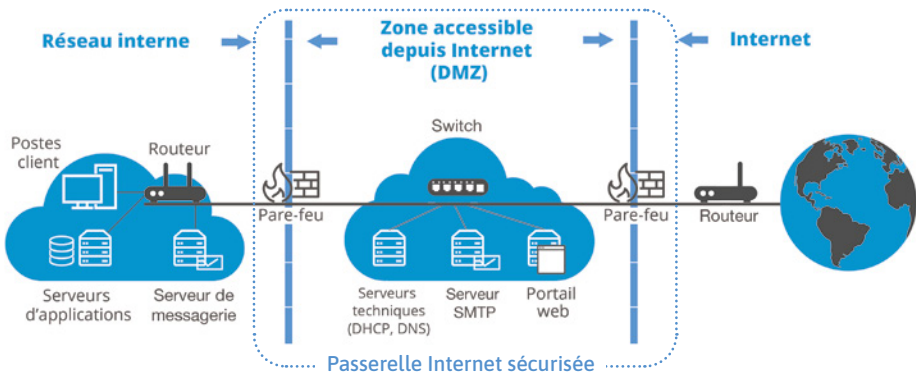 Réseau interne
Zone accessible
depuis Internet
(DMZ)
Internet
Postes
client
Routeur
Switch
Pare-feu
Pare-feu
Routeur
Serveurs
d'applications
Serveur de
messagerie
Serveurs
techniques
(DHCP, DNS)
Serveur
SMTP
Portail
web
Passerelle Internet sécurisée